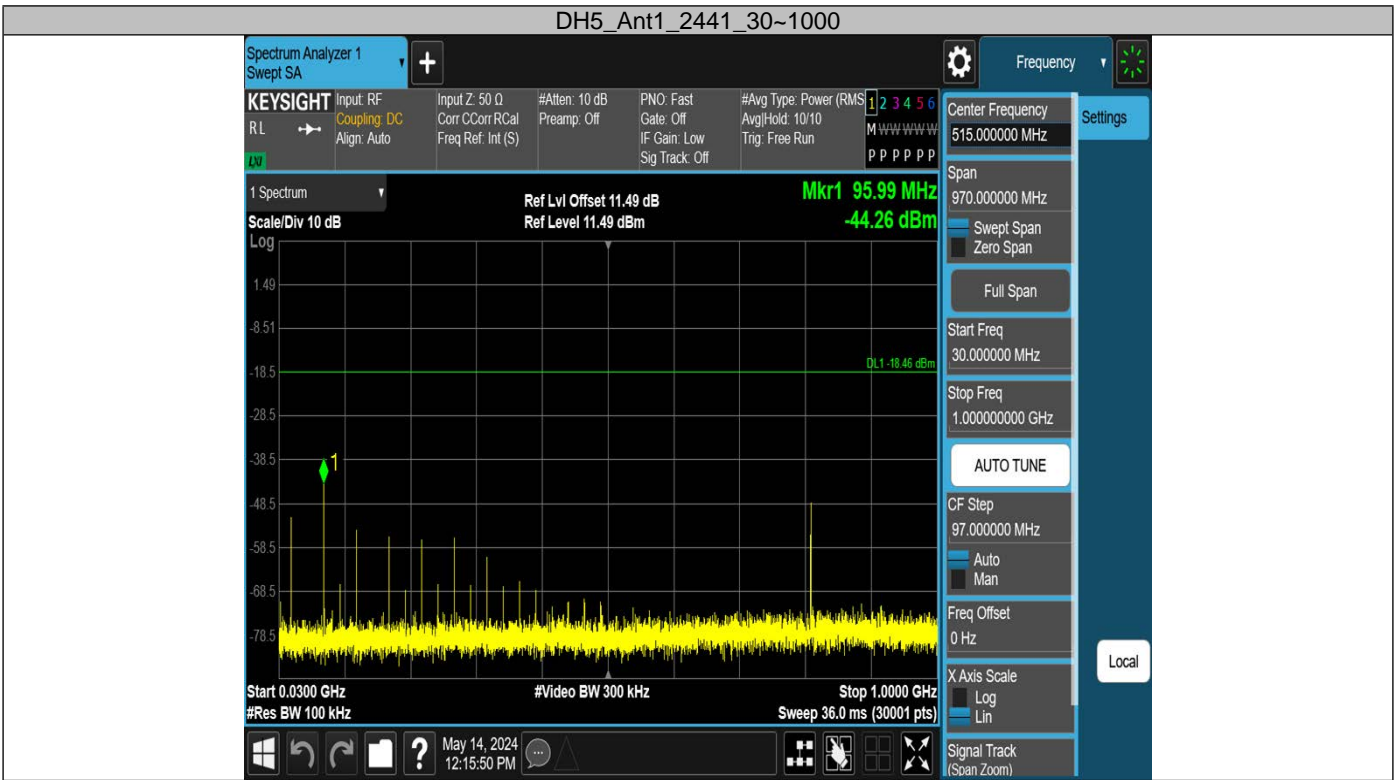 DH5_Ant1_2441_30~1000
Spectrum Analyzer 1
Swept SA
+
Frequency
KEYSIGHT
R L
LXI
Input: RF
Coupling: DC
Align: Auto
Input Z: 50 Ω
Corr CCorr RCal
Freq Ref: Int (S)
#Atten: 10 dB
Preamp: Off
PNO: Fast
Gate: Off
IF Gain: Low
Sig Track: Off
#Avg Type: Power (RMS
Avg|Hold: 10/10
Trig: Free Run
1 2 3 4 5 6
M W W W W W
P P P P P P
1 Spectrum
Scale/Div 10 dB
Ref Lvl Offset 11.49 dB
Ref Level 11.49 dBm
Mkr1 95.99 MHz
-44.26 dBm
Log
1.49
-8.51
-18.5
-28.5
-38.5
-48.5
-58.5
-68.5
-78.5
DL1 -18.46 dBm
1
Start 0.0300 GHz
#Res BW 100 kHz
#Video BW 300 kHz
Stop 1.0000 GHz
Sweep 36.0 ms (30001 pts)
Center Frequency
515.000000 MHz
Span
970.000000 MHz
Swept Span
Zero Span
Full Span
Start Freq
30.000000 MHz
Stop Freq
1.000000000 GHz
AUTO TUNE
CF Step
97.000000 MHz
Auto
Man
Freq Offset
0 Hz
X Axis Scale
Log
Lin
Signal Track
(Span Zoom)
Settings
Local
?
May 14, 2024
12:15:50 PM